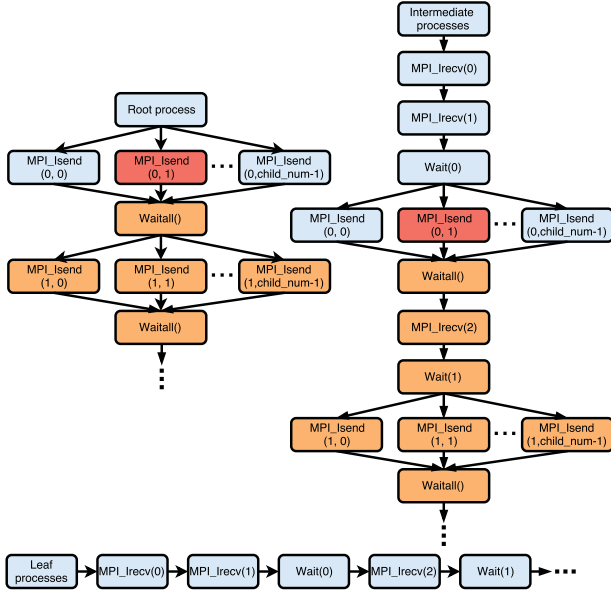 Root process
MPI_Isend
(0, 0)
MPI_Isend
(0, 1)
MPI_Isend
(0,child_num-1)
Waitall()
MPI_Isend
(1, 0)
MPI_Isend
(1, 1)
MPI_Isend
(1,child_num-1)
Waitall()
Intermediate
processes
MPI_Irecv(0)
MPI_Irecv(1)
Wait(0)
MPI_Isend
(0, 0)
MPI_Isend
(0, 1)
MPI_Isend
(0,child_num-1)
Waitall()
MPI_Irecv(2)
Wait(1)
MPI_Isend
(1, 0)
MPI_Isend
(1, 1)
MPI_Isend
(1,child_num-1)
Waitall()
Leaf
processes
MPI_Irecv(0)
MPI_Irecv(1)
Wait(0)
MPI_Irecv(2)
Wait(1)